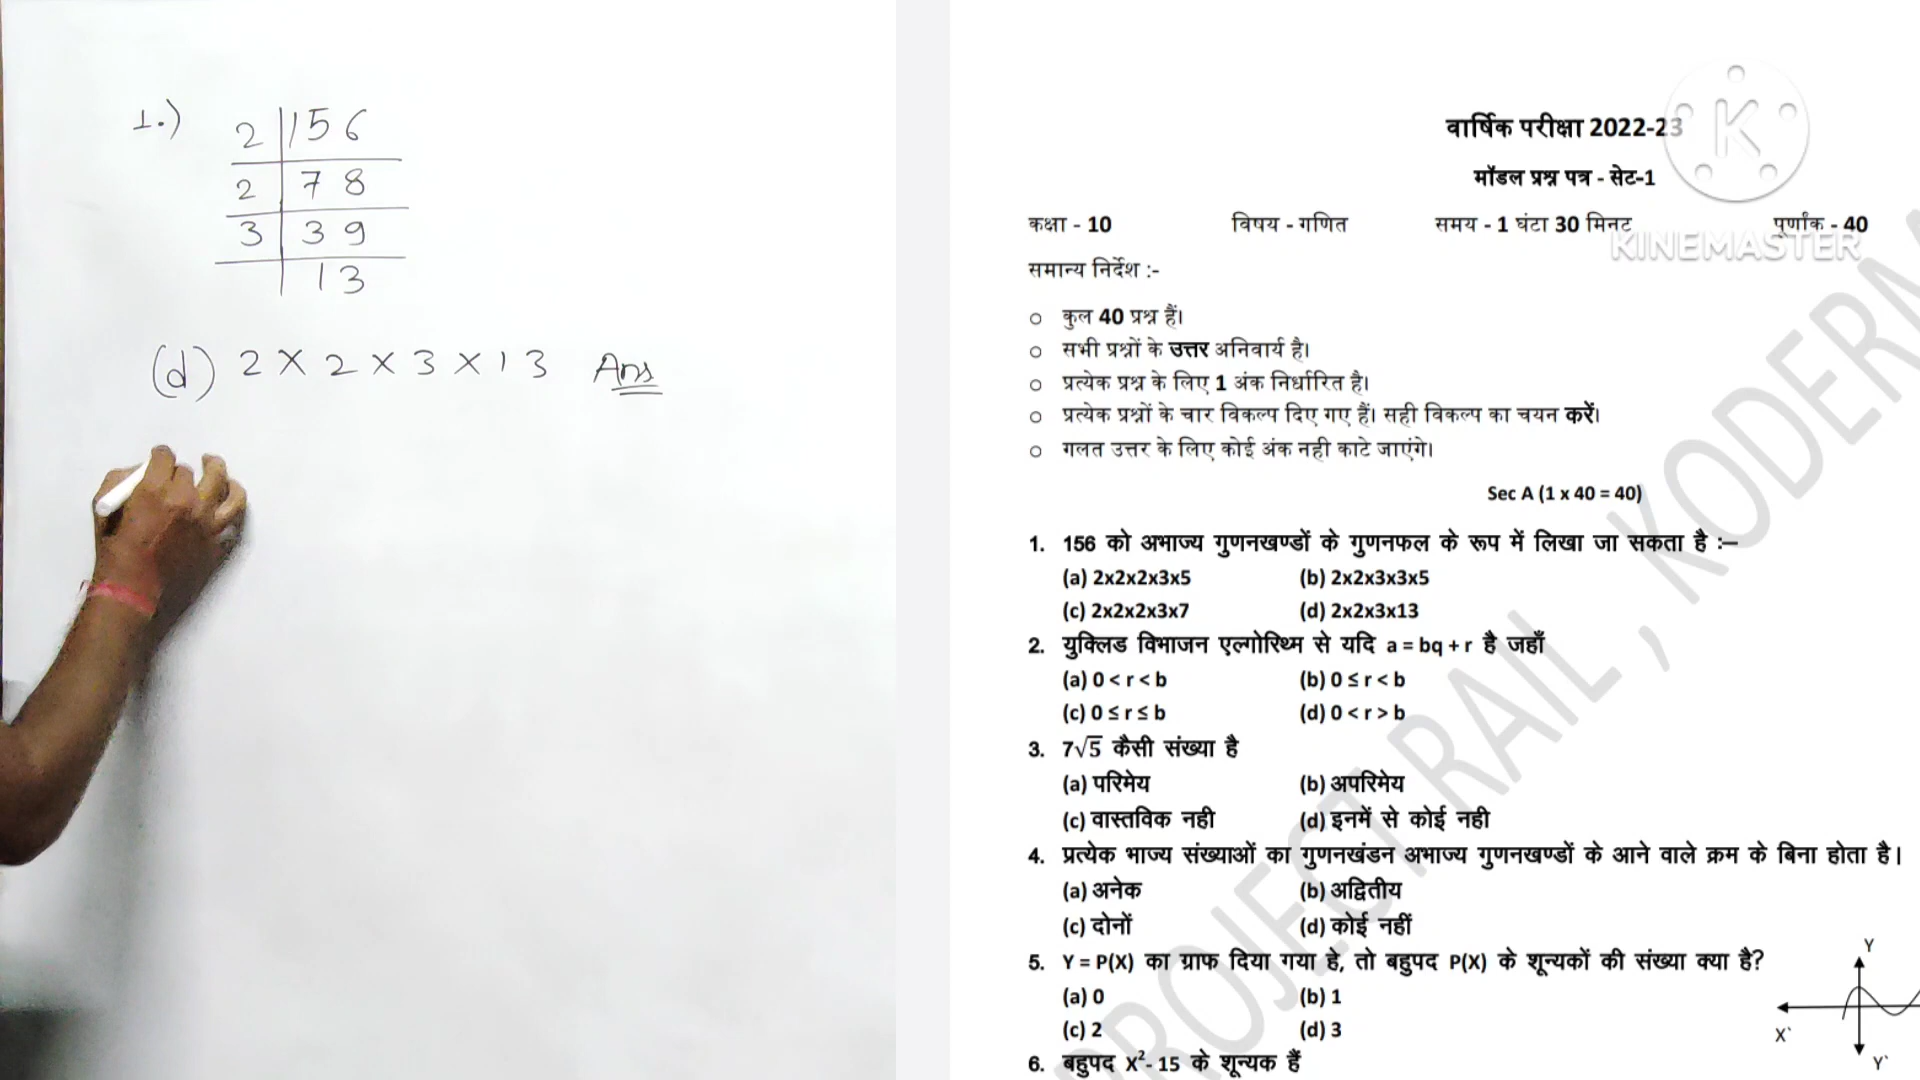 1.) 2 156
2 78
3 39
13
(d) 2 × 2 × 3 × 13 Ans
वार्षिक परीक्षा 2022-23
मॉडल प्रश्न पत्र - सेट-1
कक्षा - 10 विषय - गणित समय - 1 घंटा 30 मिनट पूर्णांक - 40
KINEMASTER
समान्य निर्देश :-
○ कुल 40 प्रश्न हैं।
○ सभी प्रश्नों के उत्तर अनिवार्य है।
○ प्रत्येक प्रश्न के लिए 1 अंक निर्धारित है।
○ प्रत्येक प्रश्नों के चार विकल्प दिए गए हैं। सही विकल्प का चयन करें।
○ गलत उत्तर के लिए कोई अंक नही काटे जाएंगे।
Sec A (1 x 40 = 40)
1. 156 को अभाज्य गुणनखण्डों के गुणनफल के रूप में लिखा जा सकता है :–
(a) 2x2x2x3x5 (b) 2x2x3x3x5
(c) 2x2x2x3x7 (d) 2x2x3x13
2. युक्लिड विभाजन एल्गोरिथ्म से यदि a = bq + r है जहाँ
(a) 0 < r < b (b) 0 ≤ r < b
(c) 0 ≤ r ≤ b (d) 0 < r > b
3. 7√5 कैसी संख्या है
(a) परिमेय (b) अपरिमेय
(c) वास्तविक नही (d) इनमें से कोई नही
4. प्रत्येक भाज्य संख्याओं का गुणनखंडन अभाज्य गुणनखण्डों के आने वाले क्रम के बिना होता है।
(a) अनेक (b) अद्वितीय
(c) दोनों (d) कोई नहीं
5. Y = P(X) का ग्राफ दिया गया हे, तो बहुपद P(X) के शून्यकों की संख्या क्या है?
(a) 0 (b) 1
(c) 2 (d) 3
Y
X`
Y`
6. बहुपद X²- 15 के शून्यक हैं
PROJECT RAIL , KODERMA